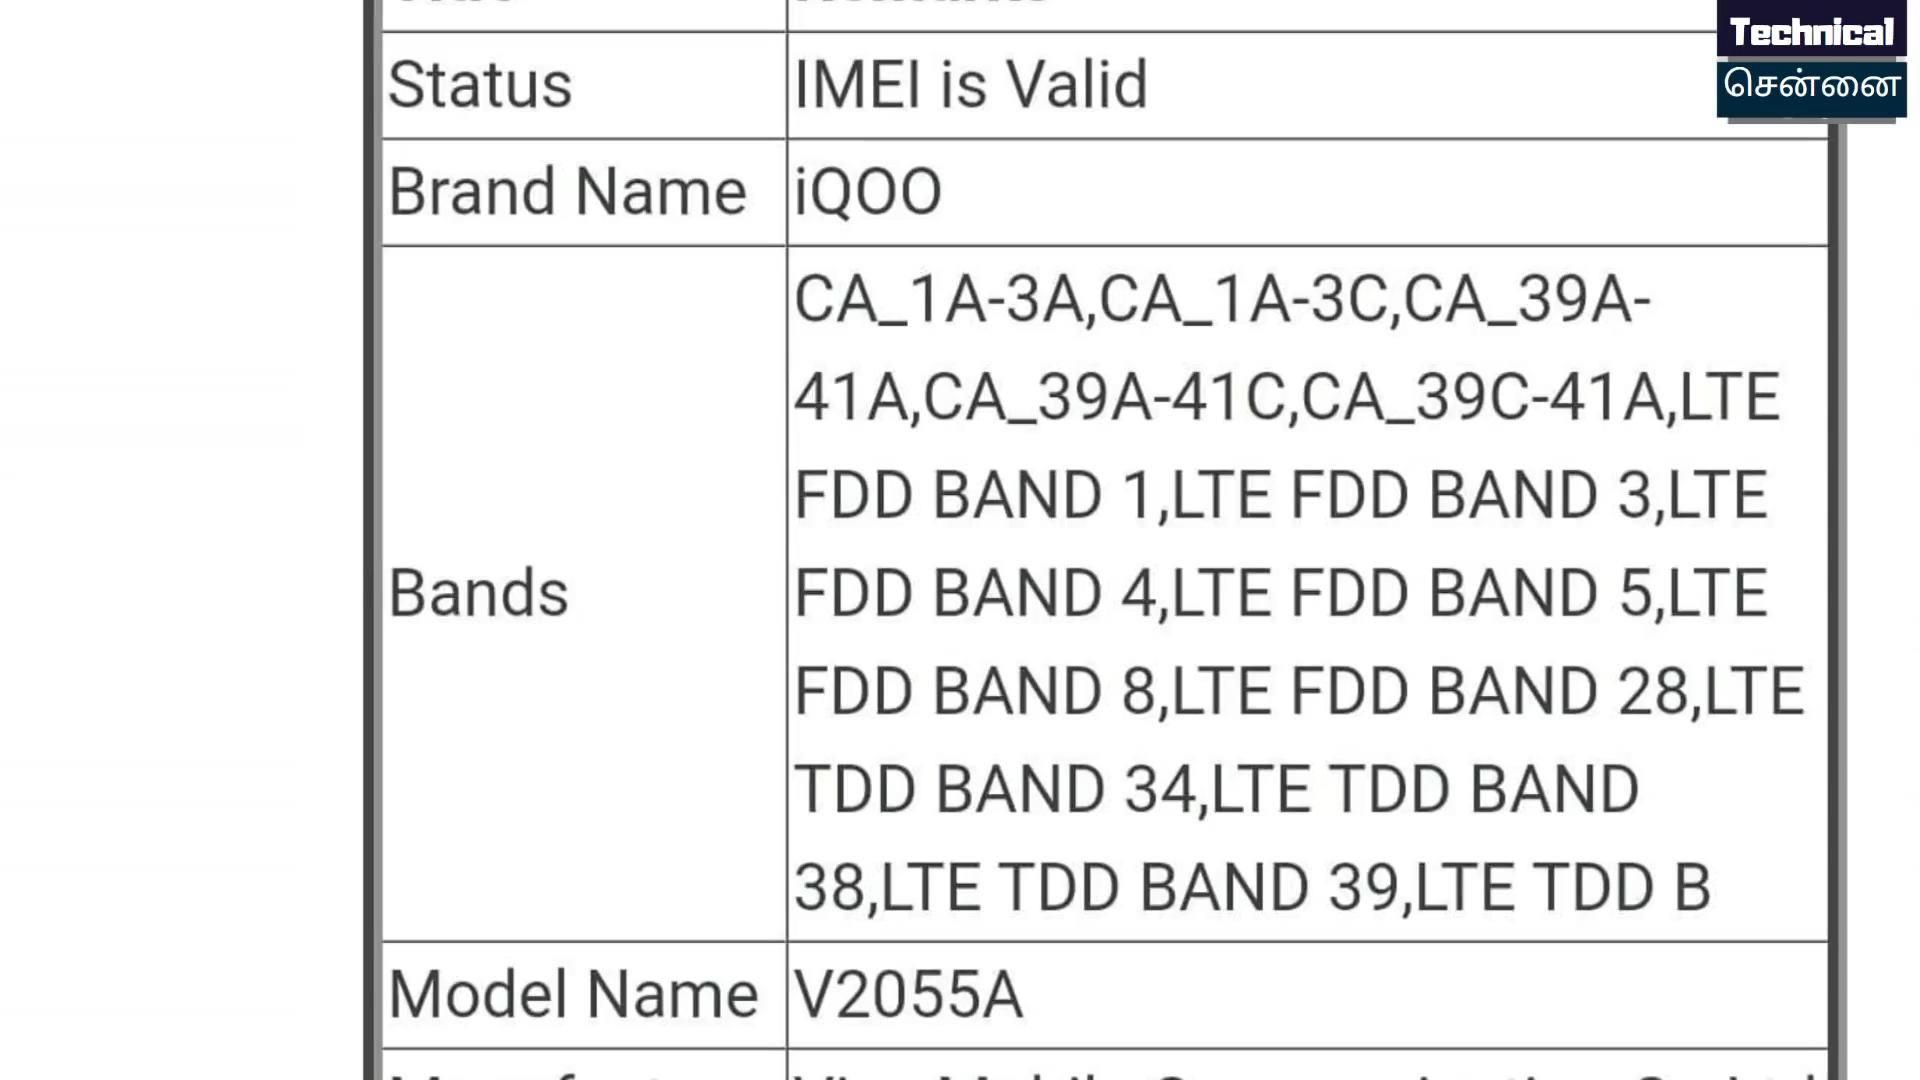 Technical
சென்னை
Status
IMEI is Valid
Brand Name
iQOO
Bands
CA_1A-3A,CA_1A-3C,CA_39A-
41A,CA_39A-41C,CA_39C-41A,LTE
FDD BAND 1,LTE FDD BAND 3,LTE
FDD BAND 4,LTE FDD BAND 5,LTE
FDD BAND 8,LTE FDD BAND 28,LTE
TDD BAND 34,LTE TDD BAND
38,LTE TDD BAND 39,LTE TDD B
Model Name
V2055A